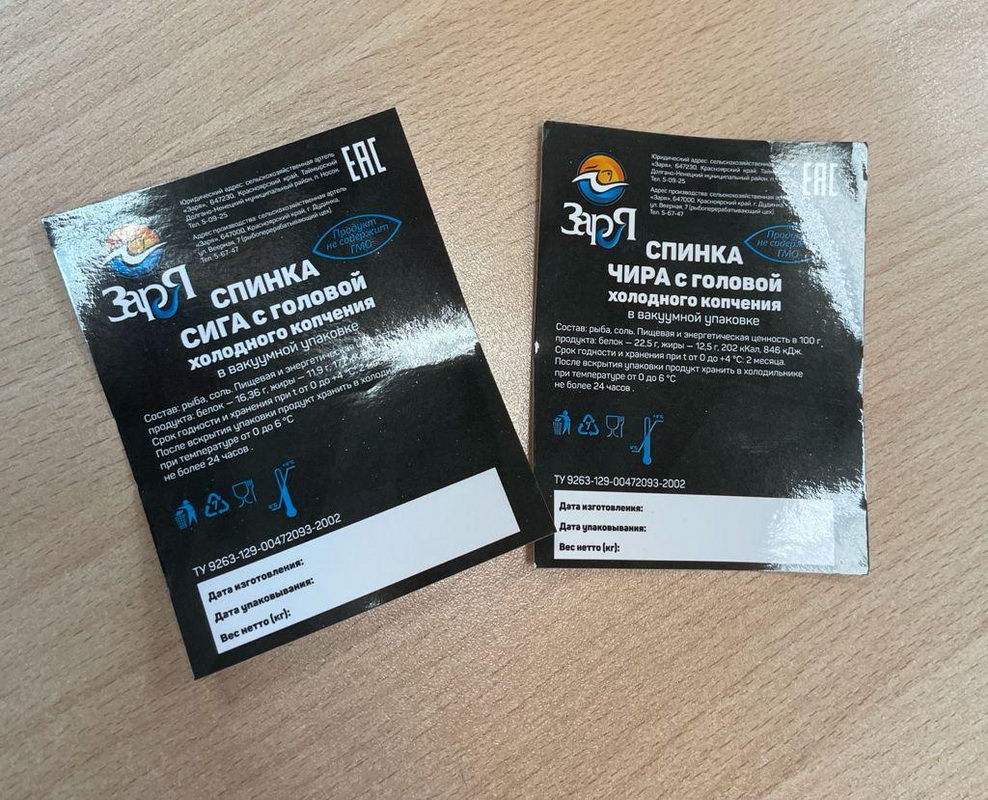 Юридический адрес: сельскохозяйственная артель
«Заря», 647230, Красноярский край, Таймырский
Долгано-Ненецкий муниципальный район, п. Носок.
Тел. 5-09-25
Адрес производства: сельскохозяйственная артель
«Заря», 647000, Красноярский край, г. Дудинка,
ул. Веерная, 7 (рыбоперерабатывающий цех)
Тел. 5-67-47
EAC
ЗаРЯ
Продукт
не содержит
ГМО
СПИНКА
СИГА с головой
холодного копчения
в вакуумной упаковке
Состав: рыба, соль. Пищевая и энергетическая
продукта: белок — 16,36 г, жиры — 11,9 г,
Срок годности и хранения при t от 0 до +4 °С: 2
После вскрытия упаковки продукт хранить в
при температуре от 0 до 6 °С
не более 24 часов .
7
ТУ 9263-129-00472093-2002
Дата изготовления:
Дата упаковывания:
Вес нетто (кг):
Юридический адрес: сельскохозяйственная
«Заря», 647230, Красноярский край,
Долгано-Ненецкий муниципальный район, п.
Тел. 5-09-25
Адрес производства: сельскохозяйственная
«Заря», 647000, Красноярский край, г. Дудинка,
ул. Веерная, 7 (рыбоперерабатывающий цех)
Тел. 5-67-47
EAC
ЗаРЯ
не
ГМО
СПИНКА
ЧИРА с головой
холодного копчения
в вакуумной упаковке
Состав: рыба, соль. Пищевая и энергетическая ценность в 100 г
продукта: белок — 22,5 г, жиры — 12,5 г, 202 кКал, 846 кДж.
Срок годности и хранения при t от 0 до +4 °С: 2 месяца.
После вскрытия упаковки продукт хранить в холодильнике
при температуре от 0 до 6 °С
не более 24 часов .
7
ТУ 9263-129-00472093-2002
Дата изготовления:
Дата упаковывания:
Вес нетто (кг):